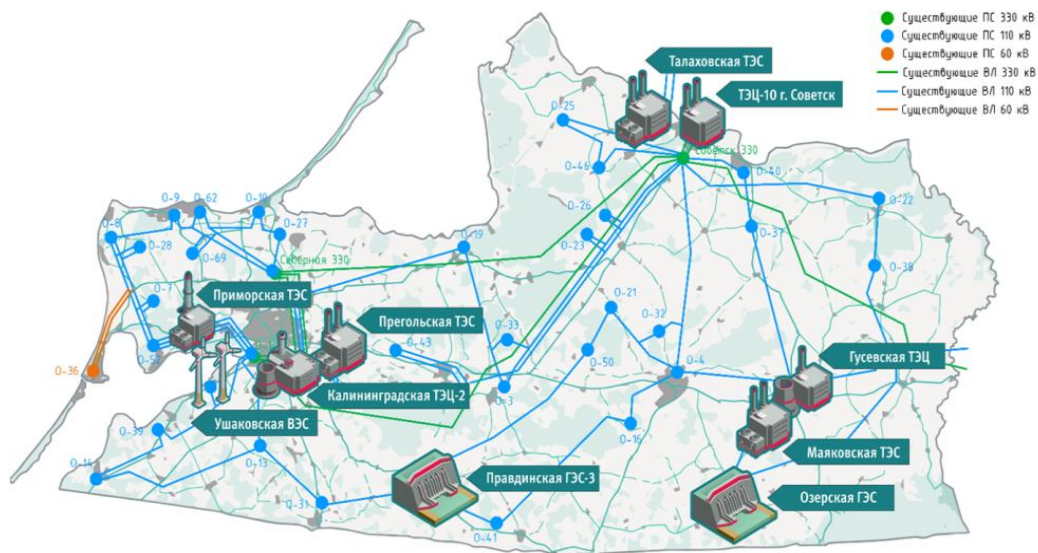 Существующие ПС 330 кВ
Существующие ПС 110 кВ
Существующие ПС 60 кВ
Существующие ВЛ 330 кВ
Существующие ВЛ 110 кВ
Существующие ВЛ 60 кВ
Талаховская ТЭС
ТЭЦ-10 г. Советск
О-25
Советск 330
О-46
О-40
О-9
О-62
О-10
О-22
О-26
О-27
О-8
О-37
О-28
О-23
О-19
О-69
Северная 330
О-38
Приморская ТЭС
О-7
О-21
Прегольская ТЭС
О-33
О-32
О-43
О-50
Гусевская ТЭЦ
О-36
О-4
Калининградская ТЭЦ-2
О-3
Ушаковская ВЭС
О-39
О-16
О-13
Маяковская ТЭС
О-14
Правдинская ГЭС-3
Озерская ГЭС
О-31
О-41